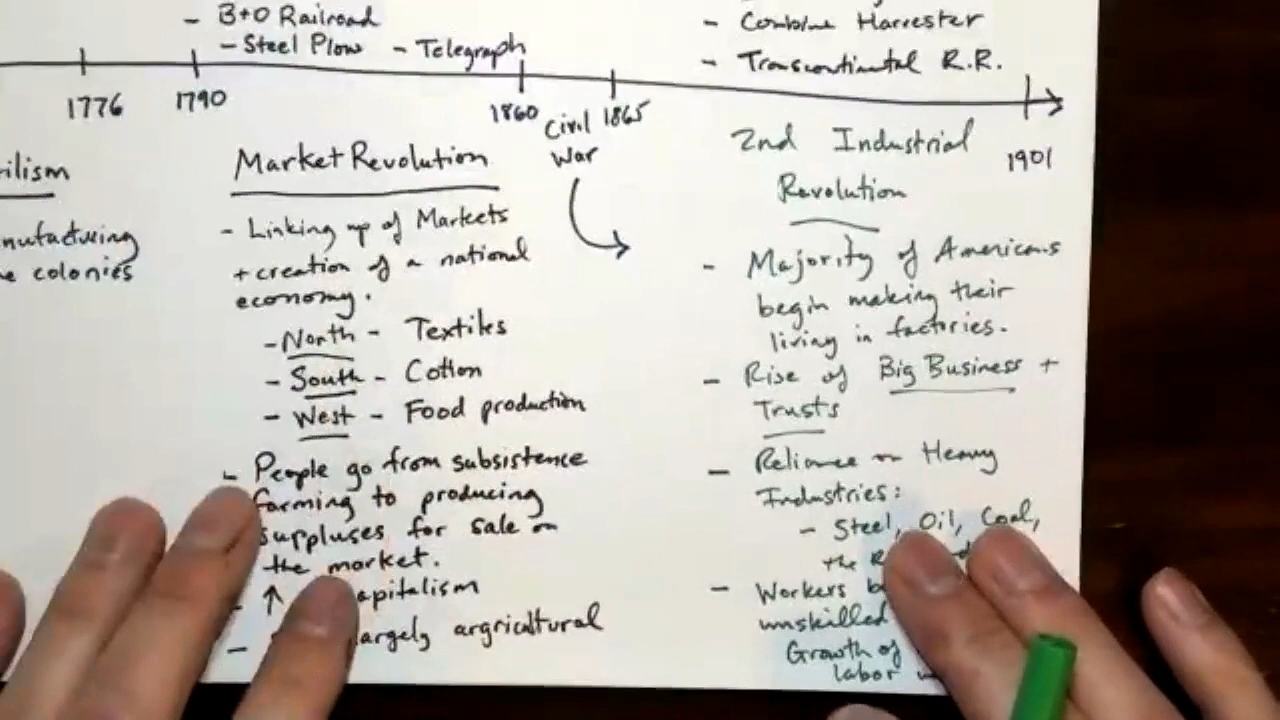 - B+O Railroad
- Steel Plow - Telegraph
- Combine Harvester
- Transcontinental R.R.
1776 1790 1860 1865 1901
Civil
War
rilism
nufacturing
e colonies
Market Revolution
- Linking up of Markets
+ creation of a national
economy.
- North - Textiles
- South - Cotton
- West - Food production
- People go from subsistence
farming to producing
suppluses for sale on
the market.
- ↑ apitalism
- largely argricultural
2nd Industrial
Revolution
- Majority of Americans
begin making their
living in factories.
- Rise of Big Business +
Trusts
- Reliance on Heavy
Industries:
- Steel, Oil, Coal,
the R
- Workers b
unskilled
Growth of
labor